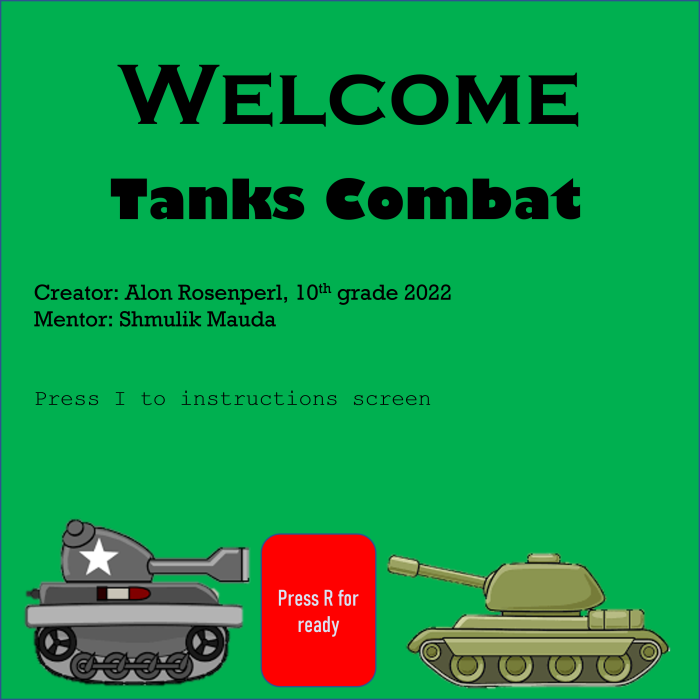 WELCOME
Tanks Combat
Creator: Alon Rosenperl, 10th grade 2022
Mentor: Shmulik Mauda
Press I to instructions screen
Press R for
ready